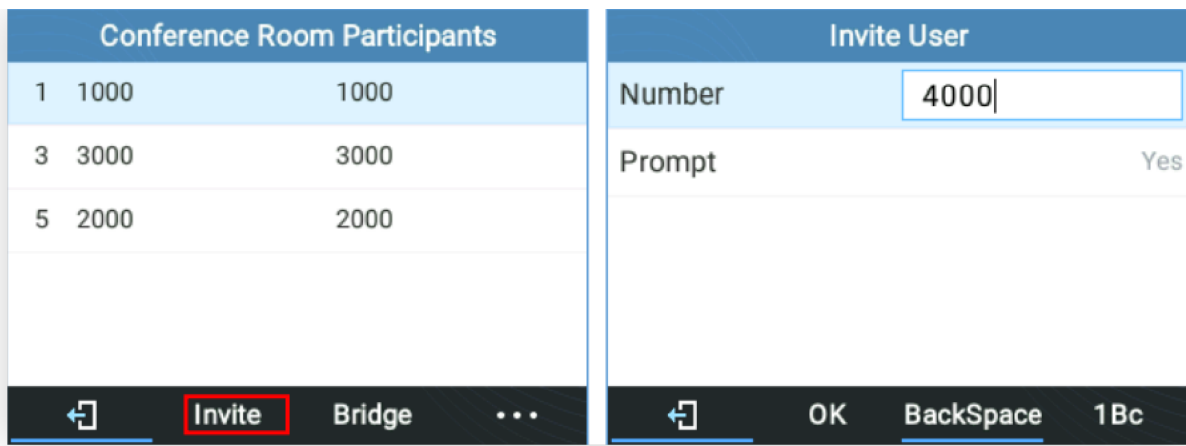 Conference Room Participants
1 1000 1000
3 3000 3000
5 2000 2000
Invite Bridge ...
Invite User
Number 4000
Prompt Yes
OK BackSpace 1Bc